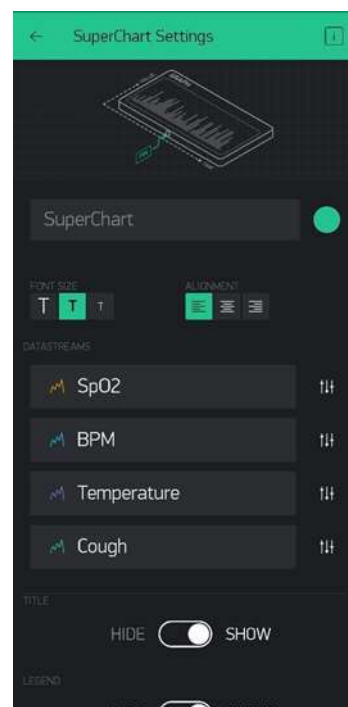 SuperChart Settings
SuperChart
FONT SIZE
ALIGNMENT
T T T
DATASTREAMS
SpO2
BPM
Temperature
Cough
TITLE
HIDE SHOW
LEGEND